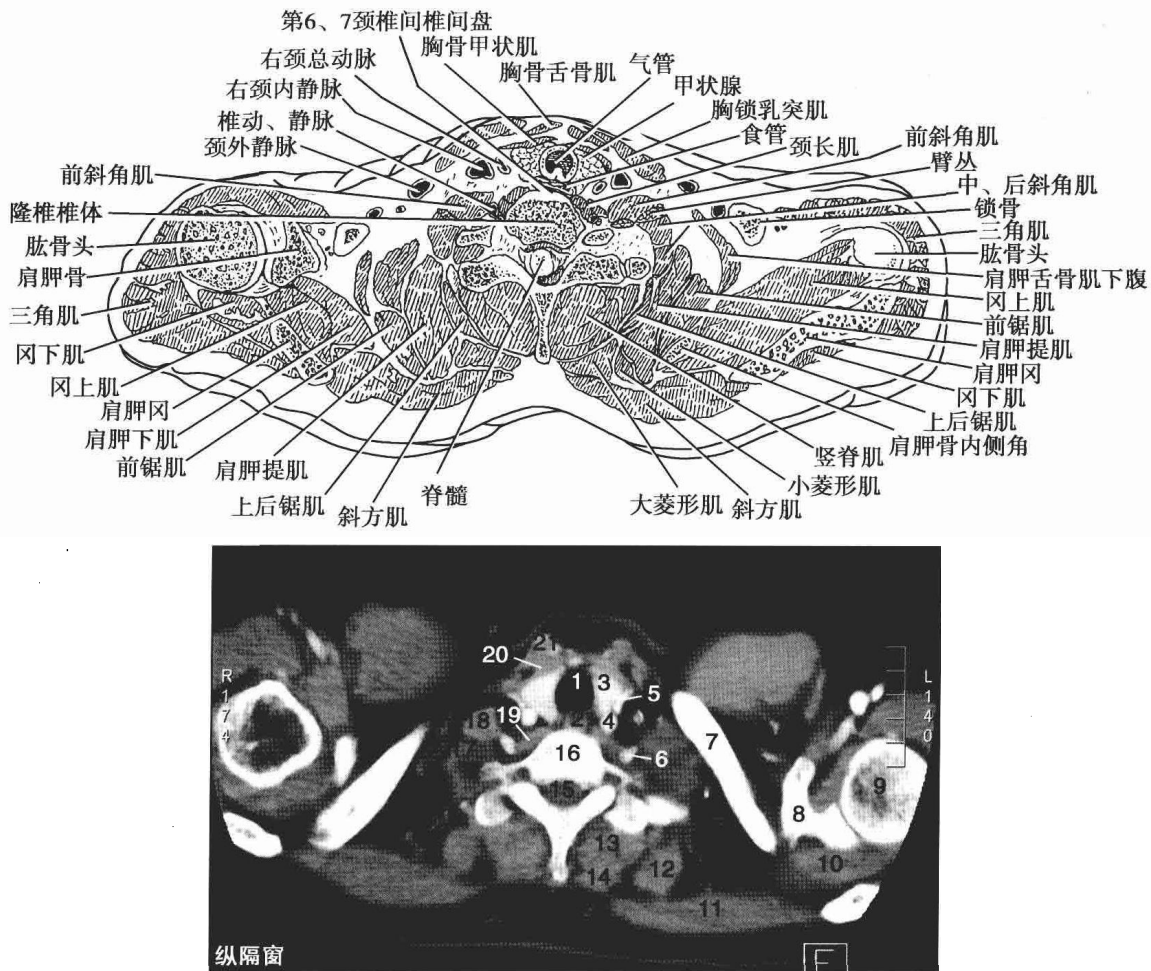 第6、7颈椎间椎间盘
胸骨甲状肌
右颈总动脉
胸骨舌骨肌
气管
右颈内静脉
甲状腺
椎动、静脉
胸锁乳突肌
颈外静脉
食管
前斜角肌
颈长肌
臂丛
前斜角肌
中、后斜角肌
隆椎椎体
锁骨
肱骨头
三角肌
肩胛骨
肱骨头
三角肌
肩胛舌骨肌下腹
冈下肌
冈上肌
冈上肌
前锯肌
肩胛冈
肩胛提肌
肩胛下肌
肩胛冈
前锯肌
冈下肌
肩胛提肌
上后锯肌
上后锯肌
肩胛骨内侧角
斜方肌
竖脊肌
脊髓
小菱形肌
大菱形肌
斜方肌
21
20
1
3
5
R
174
L
140
18
19
2
4
7
16
6
9
15
8
13
12
10
14
11
纵隔窗
F